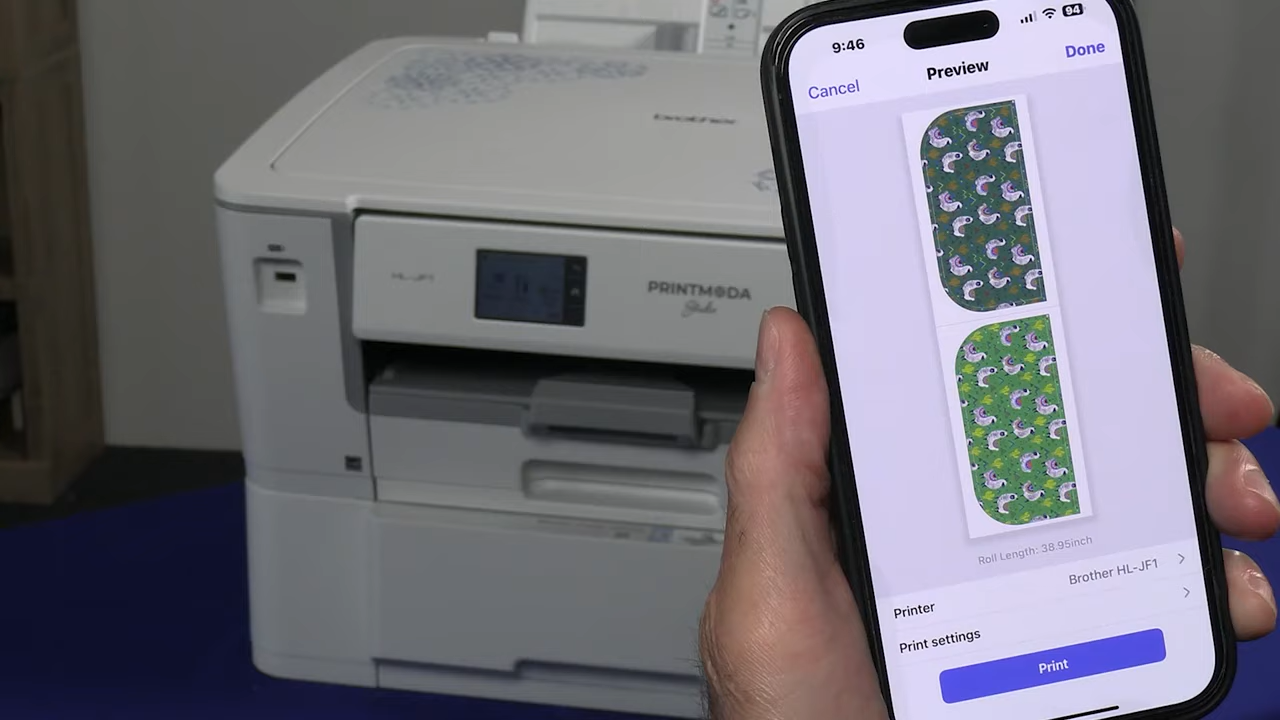 brother
HL-JF1
PRINTMODA
Studio
9:46
94
Cancel
Preview
Done
Roll Length: 38.95inch
Printer
Brother HL-JF1
Print settings
Print